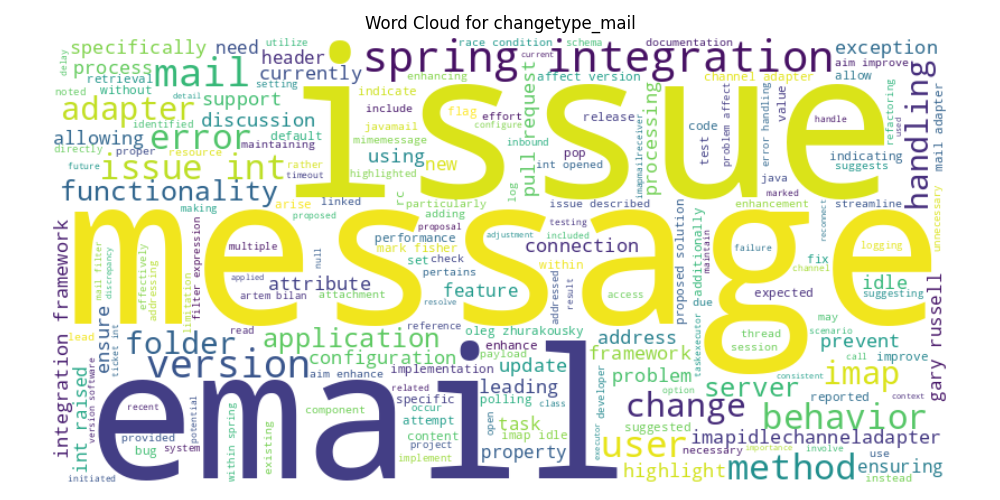 Word Cloud for changetype_mail
specifically
need
utilize
spring integration
race condition
schema
documentation
exception
current
process
header
affect version
channel adapter
aim improve
delay
retrieval
mail
currently
enhancing
allow
noted
without
setting
indicate
flag
effort
release
code
value
handle
adapter
detail
support
include
pull request
processing
test
problem affect
error handling
handling
refactoring
used
mail adapter
identified
error
discussion
javamail
mimemessage
configure
inbound
imapmailreceiver
issue
allowing
default
maintaining
directly
proper
using
pop
int opened
java
indicating
suggests
future
issue int
resource
rather
timeout
highlighted
new
log
marked
functionality
linked
rc
particularly
issue described
enhancement
streamline
unnecessary
making
arise
proposed
adding
testing
message
proposal
adjustment
included
proposed solution
additionally
maintain
reconnect
logging
integration framework
mail filter
discrepancy
effectively
addressing
limitation
filter expression
multiple
null
performance
mark fisher
set
check
pertains
connection
within
failure
fix
channel
applied
artem bilan
attribute
attachment
feature
resolve
addressed
result
access
due
expected
idle
suggesting
ensure
ticket int
read
reference
oleg zhurakousky
address
taskexecutor
thread
session
may
scenario
prevent
gary russell
lead
folder
application
enhance
framework
call
improve
version
configuration
payload
update
problem
consistent
imap
int raised
version software
aim enhance
implementation
leading
developer
option
server
reported
context
email
recent
potential
related
specific
polling
class
change
behavior
component
occur
attempt
open
task
suggested
provided
bug
system
within spring
existing
content
project
implement
imap idle
property
executor
user
necessary
imapidlechanneladapter
importance
involve
use
ensuring
initiated
highlight
method
instead